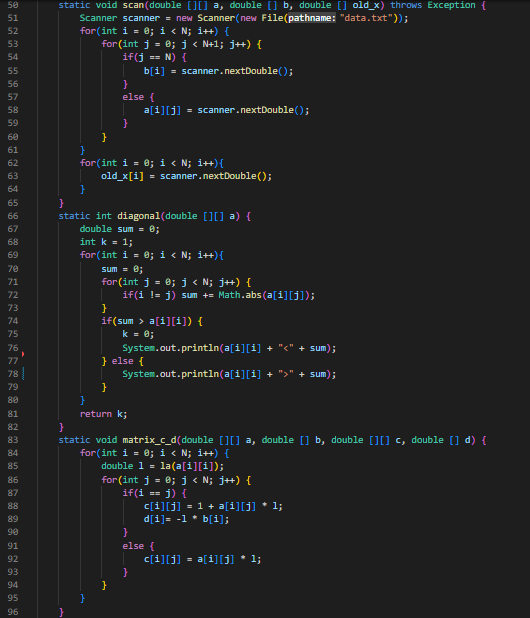 50 static void scan(double [][] a, double [] b, double [] old_x) throws Exception {
51 Scanner scanner = new Scanner(new File(pathname: "data.txt"));
52 for(int i = 0; i < N; i++) {
53 for(int j = 0; j < N+1; j++) {
54 if(j == N) {
55 b[i] = scanner.nextDouble();
56 }
57 else {
58 a[i][j] = scanner.nextDouble();
59 }
60 }
61 }
62 for(int i = 0; i < N; i++){
63 old_x[i] = scanner.nextDouble();
64 }
65 }
66 static int diagonal(double [][] a) {
67 double sum = 0;
68 int k = 1;
69 for(int i = 0; i < N; i++){
70 sum = 0;
71 for(int j = 0; j < N; j++) {
72 if(i != j) sum += Math.abs(a[i][j]);
73 }
74 if(sum > a[i][i]) {
75 k = 0;
76 System.out.println(a[i][i] + "<" + sum);
77 } else {
78 System.out.println(a[i][i] + ">" + sum);
79 }
80 }
81 return k;
82 }
83 static void matrix_c_d(double [][] a, double [] b, double [][] c, double [] d) {
84 for(int i = 0; i < N; i++) {
85 double l = la(a[i][i]);
86 for(int j = 0; j < N; j++) {
87 if(i == j) {
88 c[i][j] = 1 + a[i][j] * l;
89 d[i]= -l * b[i];
90 }
91 else {
92 c[i][j] = a[i][j] * l;
93 }
94 }
95 }
96 }